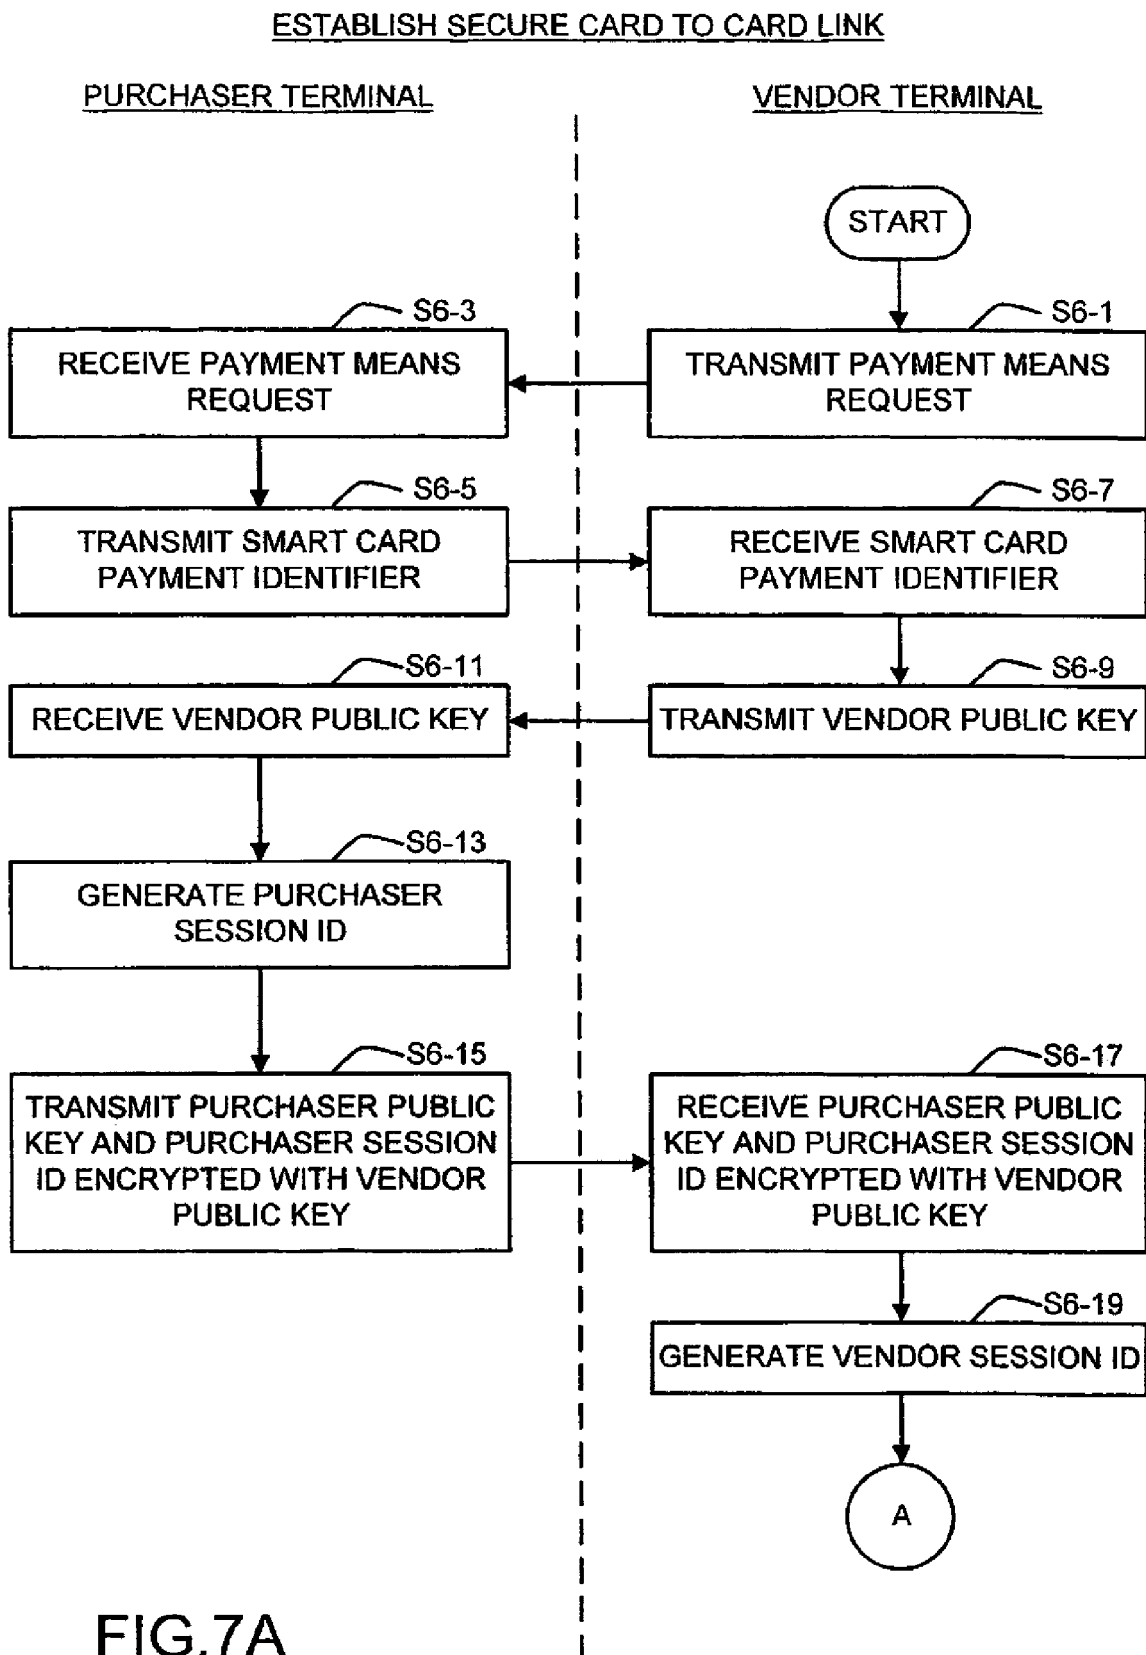 ESTABLISH SECURE CARD TO CARD LINK
PURCHASER TERMINAL
VENDOR TERMINAL
START
S6-3
S6-1
RECEIVE PAYMENT MEANS
REQUEST
TRANSMIT PAYMENT MEANS
REQUEST
S6-5
S6-7
TRANSMIT SMART CARD
PAYMENT IDENTIFIER
RECEIVE SMART CARD
PAYMENT IDENTIFIER
S6-11
S6-9
RECEIVE VENDOR PUBLIC KEY
TRANSMIT VENDOR PUBLIC KEY
S6-13
GENERATE PURCHASER
SESSION ID
S6-15
S6-17
TRANSMIT PURCHASER PUBLIC
KEY AND PURCHASER SESSION
ID ENCRYPTED WITH VENDOR
PUBLIC KEY
RECEIVE PURCHASER PUBLIC
KEY AND PURCHASER SESSION
ID ENCRYPTED WITH VENDOR
PUBLIC KEY
S6-19
GENERATE VENDOR SESSION ID
A
FIG.7A